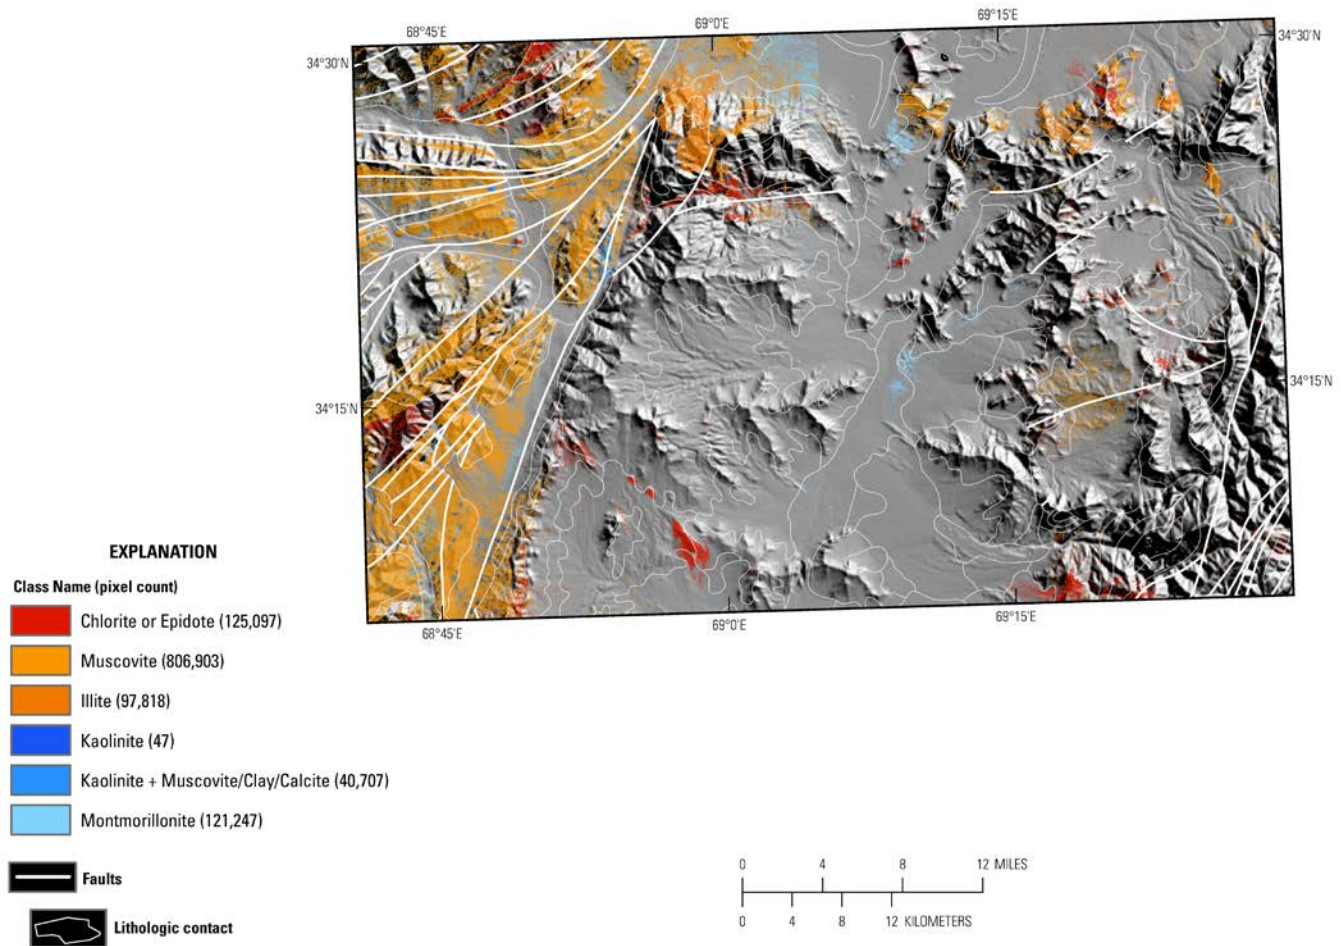 68°45'E
69°0'E
69°15'E
34°30'N
34°30'N
34°15'N
34°15'N
68°45'E
69°0'E
69°15'E
EXPLANATION
Class Name (pixel count)
Chlorite or Epidote (125,097)
Muscovite (806,903)
Illite (97,818)
Kaolinite (47)
Kaolinite + Muscovite/Clay/Calcite (40,707)
Montmorillonite (121,247)
Faults
Lithologic contact
0 4 8 12 MILES
0 4 8 12 KILOMETERS